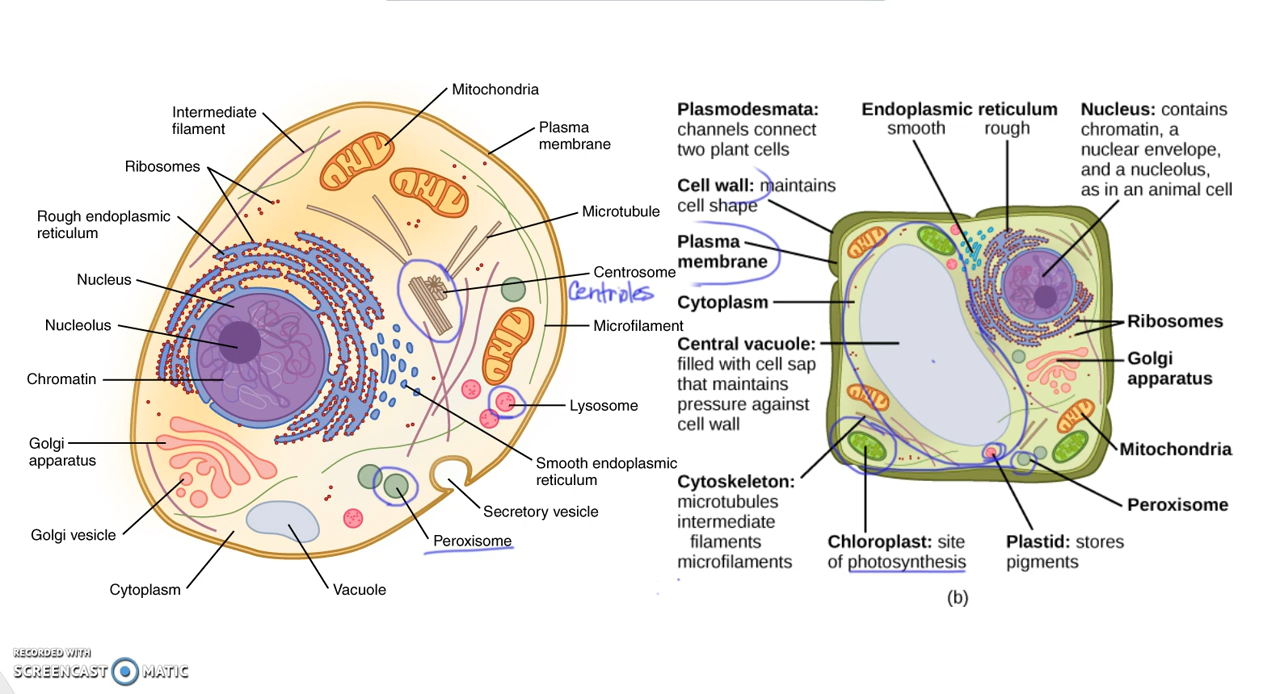 Mitochondria
Intermediate
filament
Plasma
membrane
Ribosomes
Rough endoplasmic
reticulum
Microtubule
Nucleus
Centrosome
Centrioles
Nucleolus
Microfilament
Chromatin
Lysosome
Golgi
apparatus
Smooth endoplasmic
reticulum
Secretory vesicle
Golgi vesicle
Peroxisome
Cytoplasm
Vacuole
Plasmodesmata:
channels connect
two plant cells
Endoplasmic reticulum
smooth rough
Nucleus: contains
chromatin, a
nuclear envelope,
and a nucleolus,
as in an animal cell
Cell wall: maintains
cell shape
Plasma
membrane
Cytoplasm
Central vacuole:
filled with cell sap
that maintains
pressure against
cell wall
Ribosomes
Golgi
apparatus
Mitochondria
Peroxisome
Cytoskeleton:
microtubules
intermediate
filaments
microfilaments
Chloroplast: site
of photosynthesis
Plastid: stores
pigments
(b)
RECORDED WITH
SCREENCAST MATIC